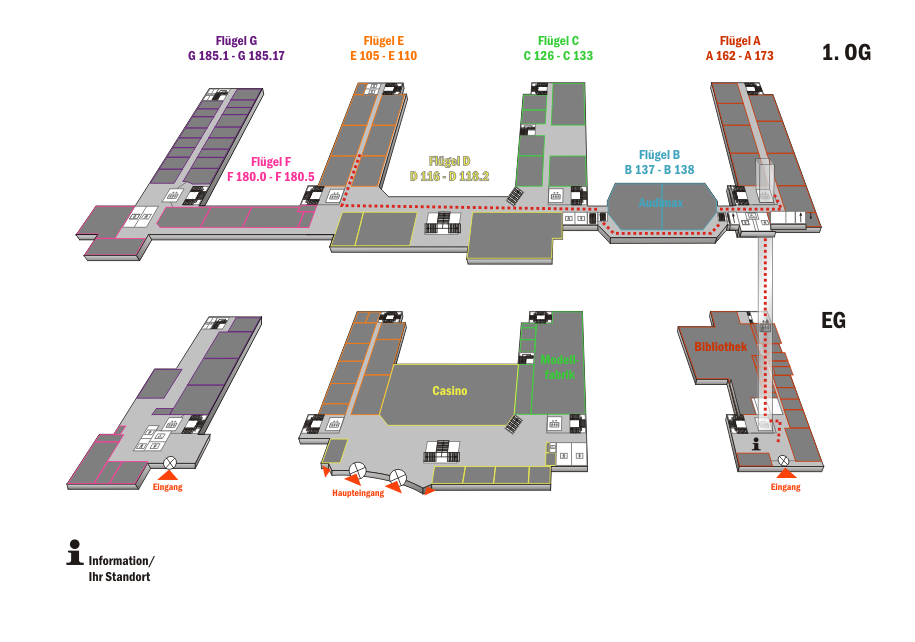 Flügel G
G 185.1 - G 185.17
Flügel E
E 105 - E 110
Flügel C
C 126 - C 133
Flügel A
A 162 - A 173
1. OG
Flügel F
F 180.0 - F 180.5
Flügel D
D 116 - D 118.2
Flügel B
B 137 - B 138
Audimax
EG
Bibliothek
Modell-
fabrik
Casino
Eingang
Haupteingang
Eingang
Information/
Ihr Standort